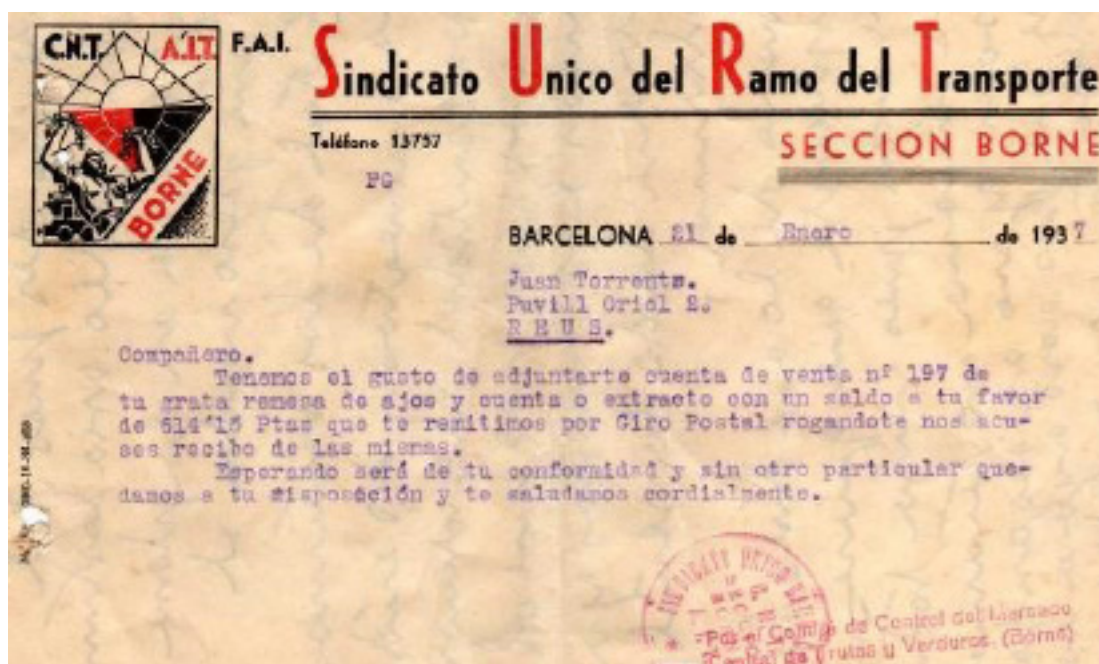 C.N.T. A.I.T. F.A.I.
BORNE
Sindicato Unico del Ramo del Transporte
Teléfono 13757
SECCION BORNE
PG
BARCELONA 21 de Enero de 1937
Juan Torrents.
Pavill Oriol 2.
REUS.
Compañero.
Tenemos el gusto de adjuntarte cuenta de venta nº 197 de
tu grata remesa de ajos y cuenta o extracto con un saldo a tu favor
de 614'15 Ptas que te remitimos por Giro Postal rogandote nos acu-
ses recibo de las mismas.
Esperando será de tu conformidad y sin otro particular que-
damos a tu disposición y te saludamos cordialmente.
SINDICATO UNICO
Por el Comité de Control del Mercado
Central de Frutas y Verduras. (Borne)